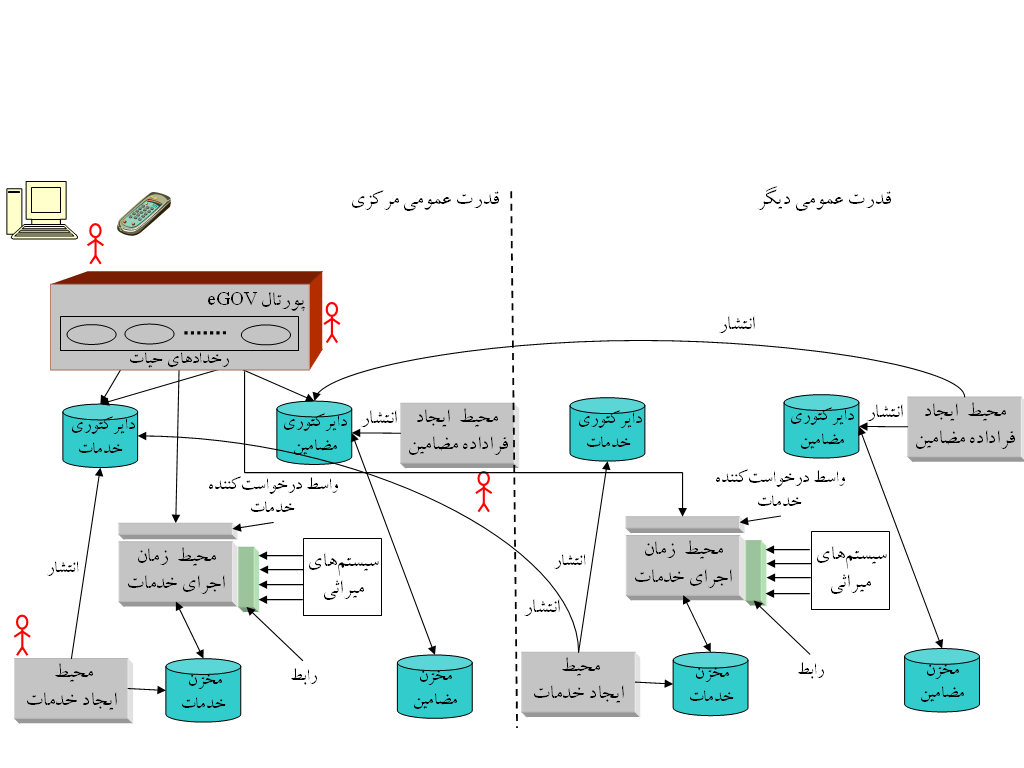 قدرت عمومی دیگر
قدرت عمومی مرکزی
پورتال eGOV
رخدادهای حیات
انتشار
محیط ایجاد
فراداده مضامین
انتشار
دایرکتوری
مضامین
دایرکتوری
خدمات
محیط ایجاد
فراداده مضامین
انتشار
دایرکتوری
مضامین
دایرکتوری
خدمات
واسط درخواست‌کننده
خدمات
واسط درخواست‌کننده
خدمات
سیستم‌های
میراثی
محیط زمان
اجرای خدمات
انتشار
سیستم‌های
میراثی
محیط زمان
اجرای خدمات
انتشار
انتشار
مخزن
مضامین
رابط
مخزن
خدمات
محیط
ایجاد خدمات
مخزن
مضامین
رابط
مخزن
خدمات
محیط
ایجاد خدمات